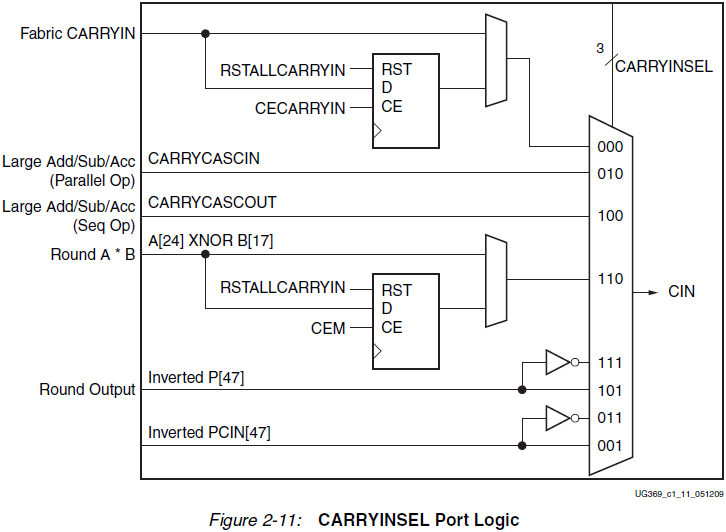 Fabric CARRYIN
3
CARRYINSEL
RSTALLCARRYIN
RST
D
CECARRYIN
CE
000
Large Add/Sub/Acc
(Parallel Op)
CARRYCASCIN
010
Large Add/Sub/Acc
(Seq Op)
CARRYCASCOUT
100
Round A * B
A[24] XNOR B[17]
RSTALLCARRYIN
RST
D
CEM
CE
110
CIN
111
Round Output
Inverted P[47]
101
011
Inverted PCIN[47]
001
UG369_c1_11_051209
Figure 2-11: CARRYINSEL Port Logic